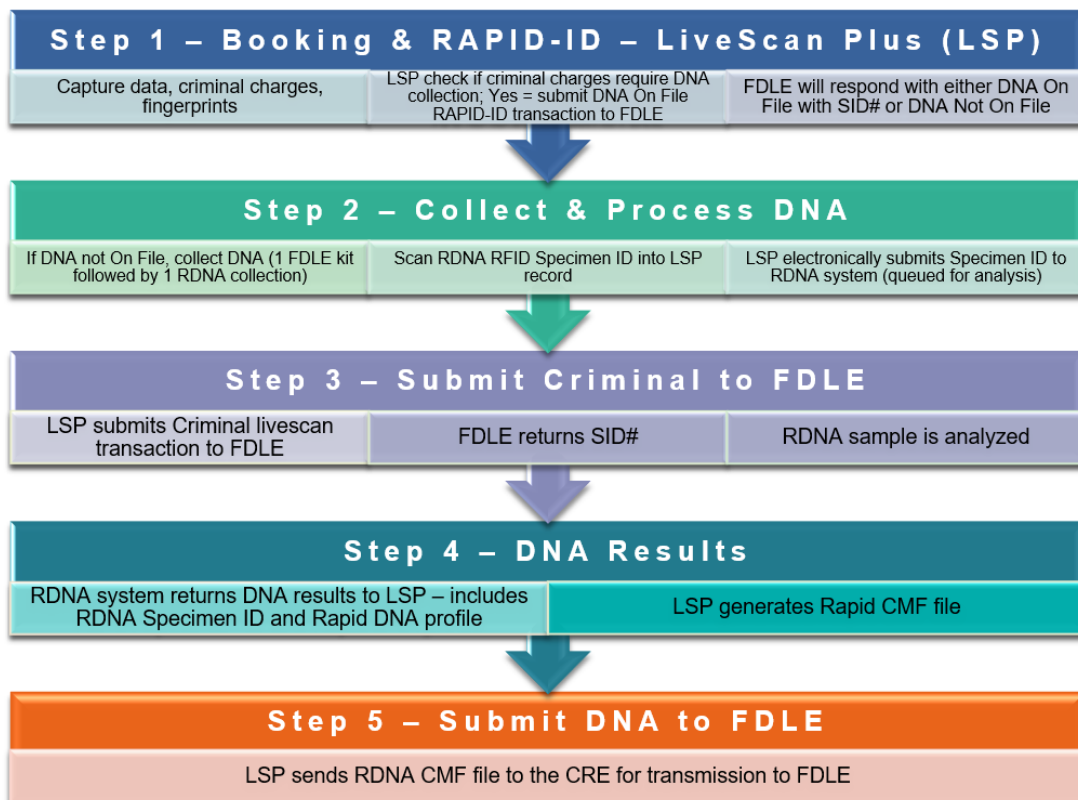 Step 1 – Booking & RAPID-ID – LiveScan Plus (LSP)
Capture data, criminal charges,
fingerprints
LSP check if criminal charges require DNA
collection; Yes = submit DNA On File
RAPID-ID transaction to FDLE
FDLE will respond with either DNA On
File with SID# or DNA Not On File
Step 2 – Collect & Process DNA
If DNA not On File, collect DNA (1 FDLE kit
followed by 1 RDNA collection)
Scan RDNA RFID Specimen ID into LSP
record
LSP electronically submits Specimen ID to
RDNA system (queued for analysis)
Step 3 – Submit Criminal to FDLE
LSP submits Criminal livescan
transaction to FDLE
FDLE returns SID#
RDNA sample is analyzed
Step 4 – DNA Results
RDNA system returns DNA results to LSP – includes
RDNA Specimen ID and Rapid DNA profile
LSP generates Rapid CMF file
Step 5 – Submit DNA to FDLE
LSP sends RDNA CMF file to the CRE for transmission to FDLE